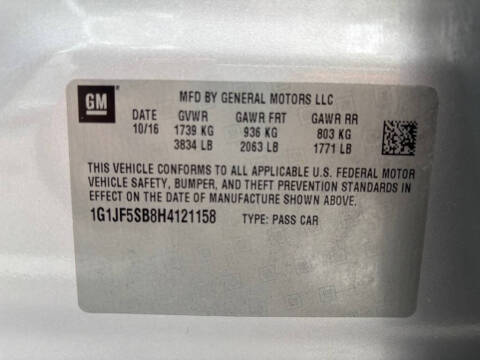 GM
MFD BY GENERAL MOTORS LLC
DATE GVWR GAWR FRT GAWR RR
10/16 1739 KG 936 KG 803 KG
3834 LB 2063 LB 1771 LB
THIS VEHICLE CONFORMS TO ALL APPLICABLE U.S. FEDERAL MOTOR
VEHICLE SAFETY, BUMPER, AND THEFT PREVENTION STANDARDS IN
EFFECT ON THE DATE OF MANUFACTURE SHOWN ABOVE.
1G1JF5SB8H4121158 TYPE: PASS CAR